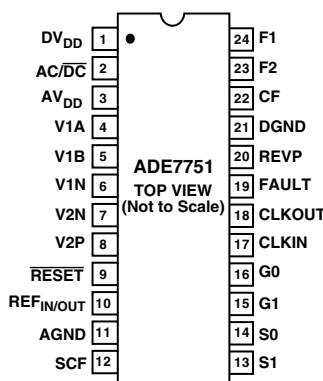 DVDD 1 24 F1
AC/DC 2 23 F2
AVDD 3 22 CF
V1A 4 21 DGND
V1B 5 20 REVP
V1N 6 19 FAULT
V2N 7 18 CLKOUT
V2P 8 17 CLKIN
RESET 9 16 G0
REFIN/OUT 10 15 G1
AGND 11 14 S0
SCF 12 13 S1
ADE7751
TOP VIEW
(Not to Scale)